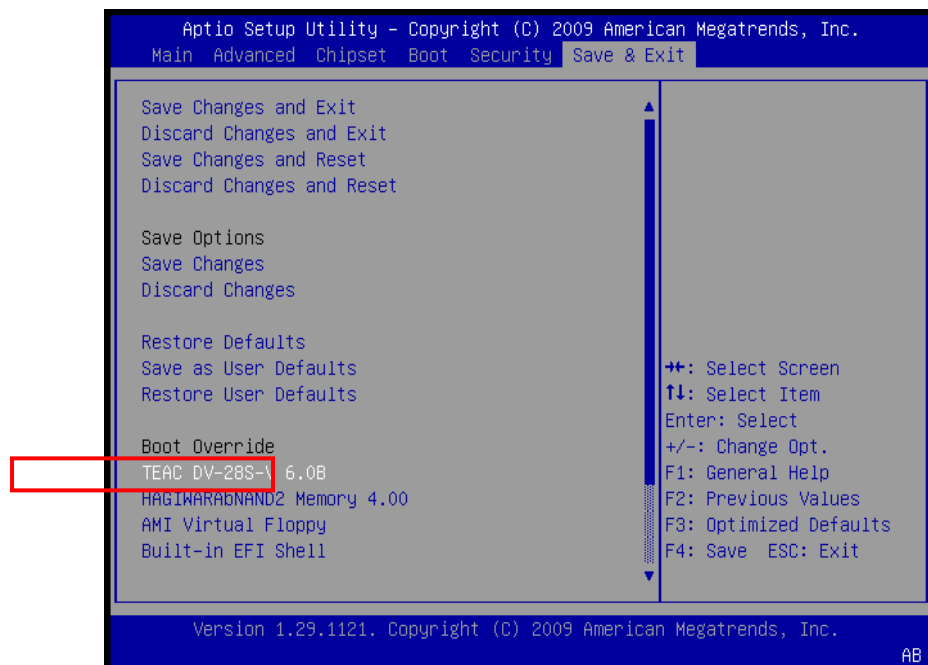 Aptio Setup Utility – Copyright (C) 2009 American Megatrends, Inc.
Main Advanced Chipset Boot Security Save & Exit
Save Changes and Exit
Discard Changes and Exit
Save Changes and Reset
Discard Changes and Reset
Save Options
Save Changes
Discard Changes
Restore Defaults
Save as User Defaults
Restore User Defaults
Boot Override
TEAC DV-28S-V 6.0B
HAGIWARAbNAND2 Memory 4.00
AMI Virtual Floppy
Built-in EFI Shell
→←: Select Screen
↑↓: Select Item
Enter: Select
+/-: Change Opt.
F1: General Help
F2: Previous Values
F3: Optimized Defaults
F4: Save ESC: Exit
Version 1.29.1121. Copyright (C) 2009 American Megatrends, Inc.
AB